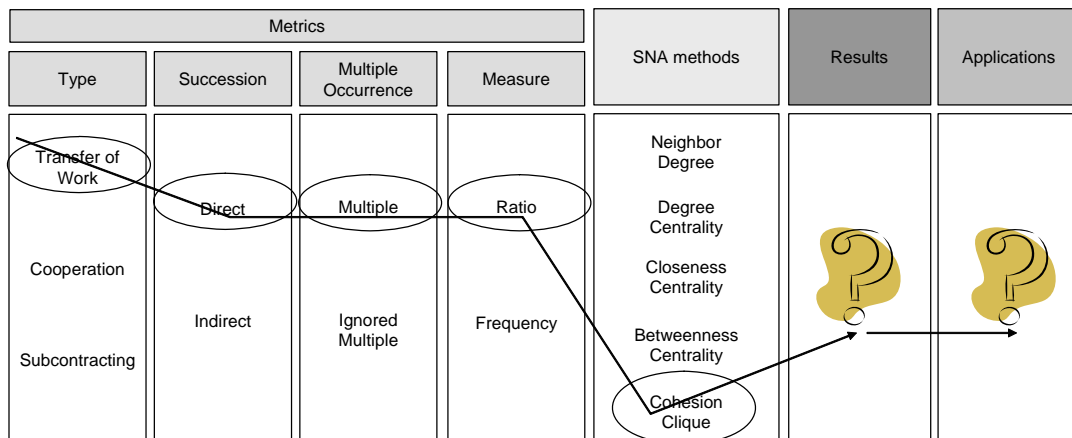 Metrics
SNA methods
Results
Applications
Type
Succession
Multiple
Occurrence
Measure
Transfer of
Work
Cooperation
Subcontracting
Direct
Indirect
Multiple
Ignored
Multiple
Ratio
Frequency
Neighbor
Degree
Degree
Centrality
Closeness
Centrality
Betweenness
Centrality
Cohesion
Clique
?
?